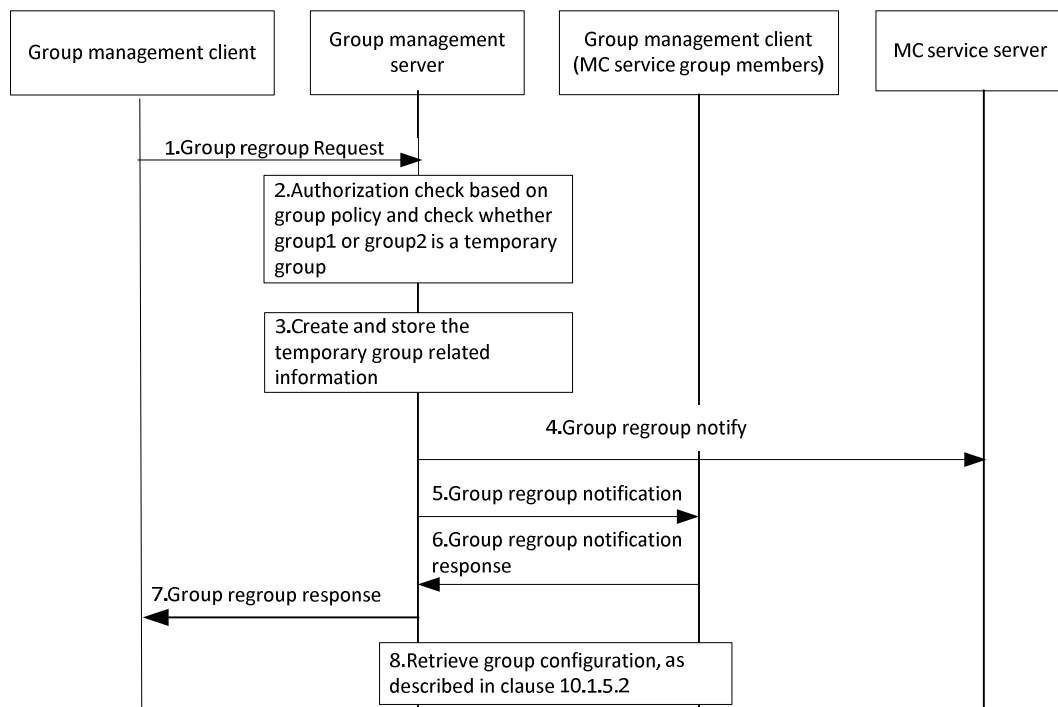 Group management client
Group management
server
Group management client
(MC service group members)
MC service server
1.Group regroup Request
2.Authorization check based on
group policy and check whether
group1 or group2 is a temporary
group
3.Create and store the
temporary group related
information
4.Group regroup notify
5.Group regroup notification
6.Group regroup notification
response
7.Group regroup response
8.Retrieve group configuration, as
described in clause 10.1.5.2